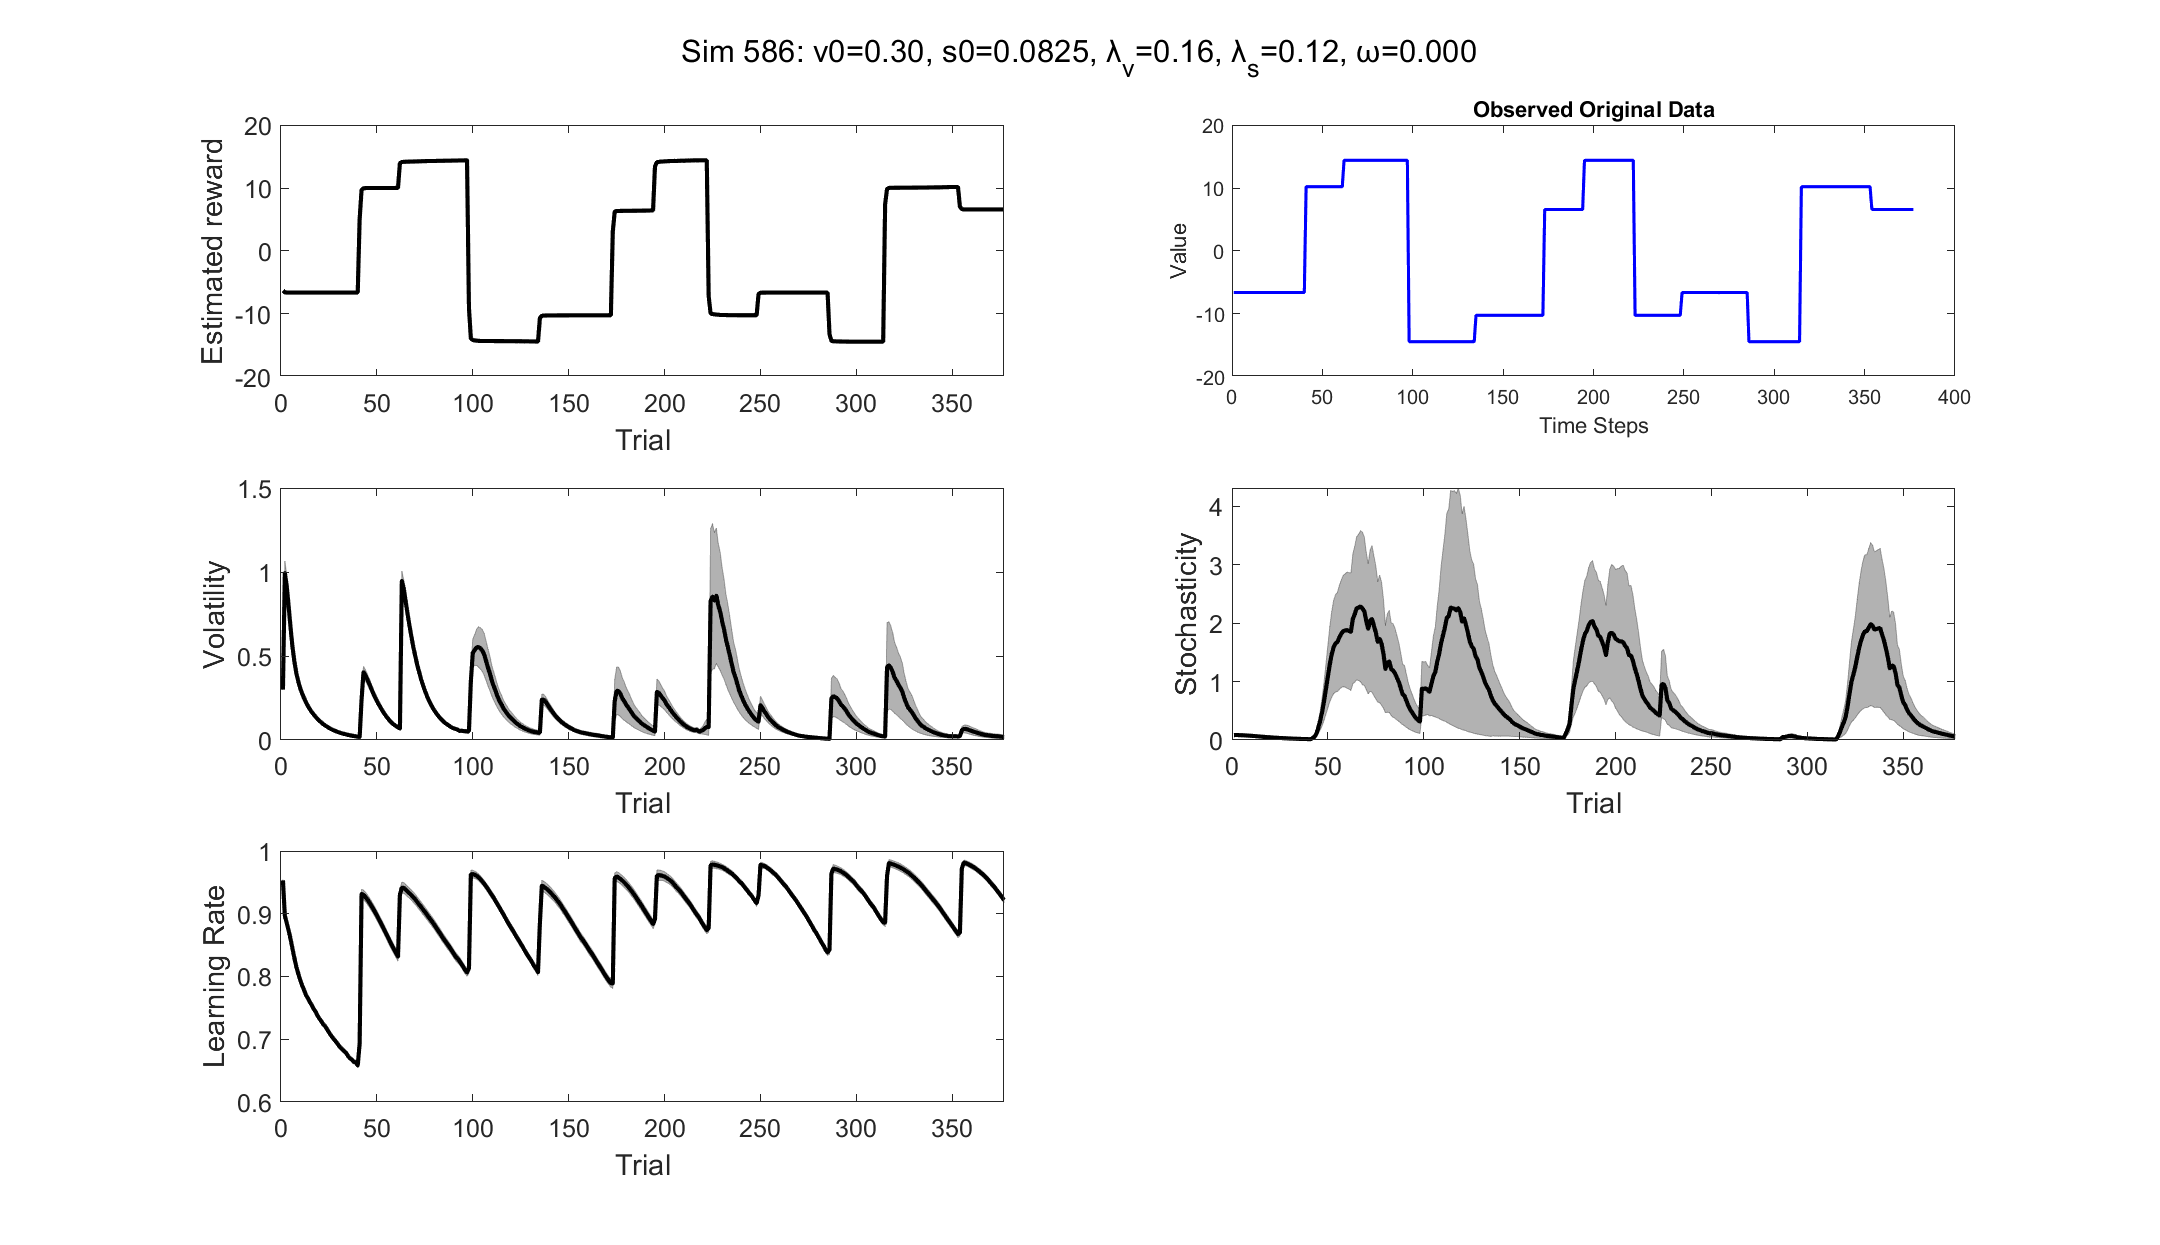 Sim 586: v0=0.30, s0=0.0825, λ_v=0.16, λ_s=0.12, ω=0.000
20
10
0
-10
-20
Estimated reward
0 50 100 150 200 250 300 350
Trial
Observed Original Data
20
10
0
-10
-20
Value
0 50 100 150 200 250 300 350 400
Time Steps
1.5
1
0.5
0
Volatility
0 50 100 150 200 250 300 350
Trial
4
3
2
1
0
Stochasticity
0 50 100 150 200 250 300 350
Trial
1
0.9
0.8
0.7
0.6
Learning Rate
0 50 100 150 200 250 300 350
Trial